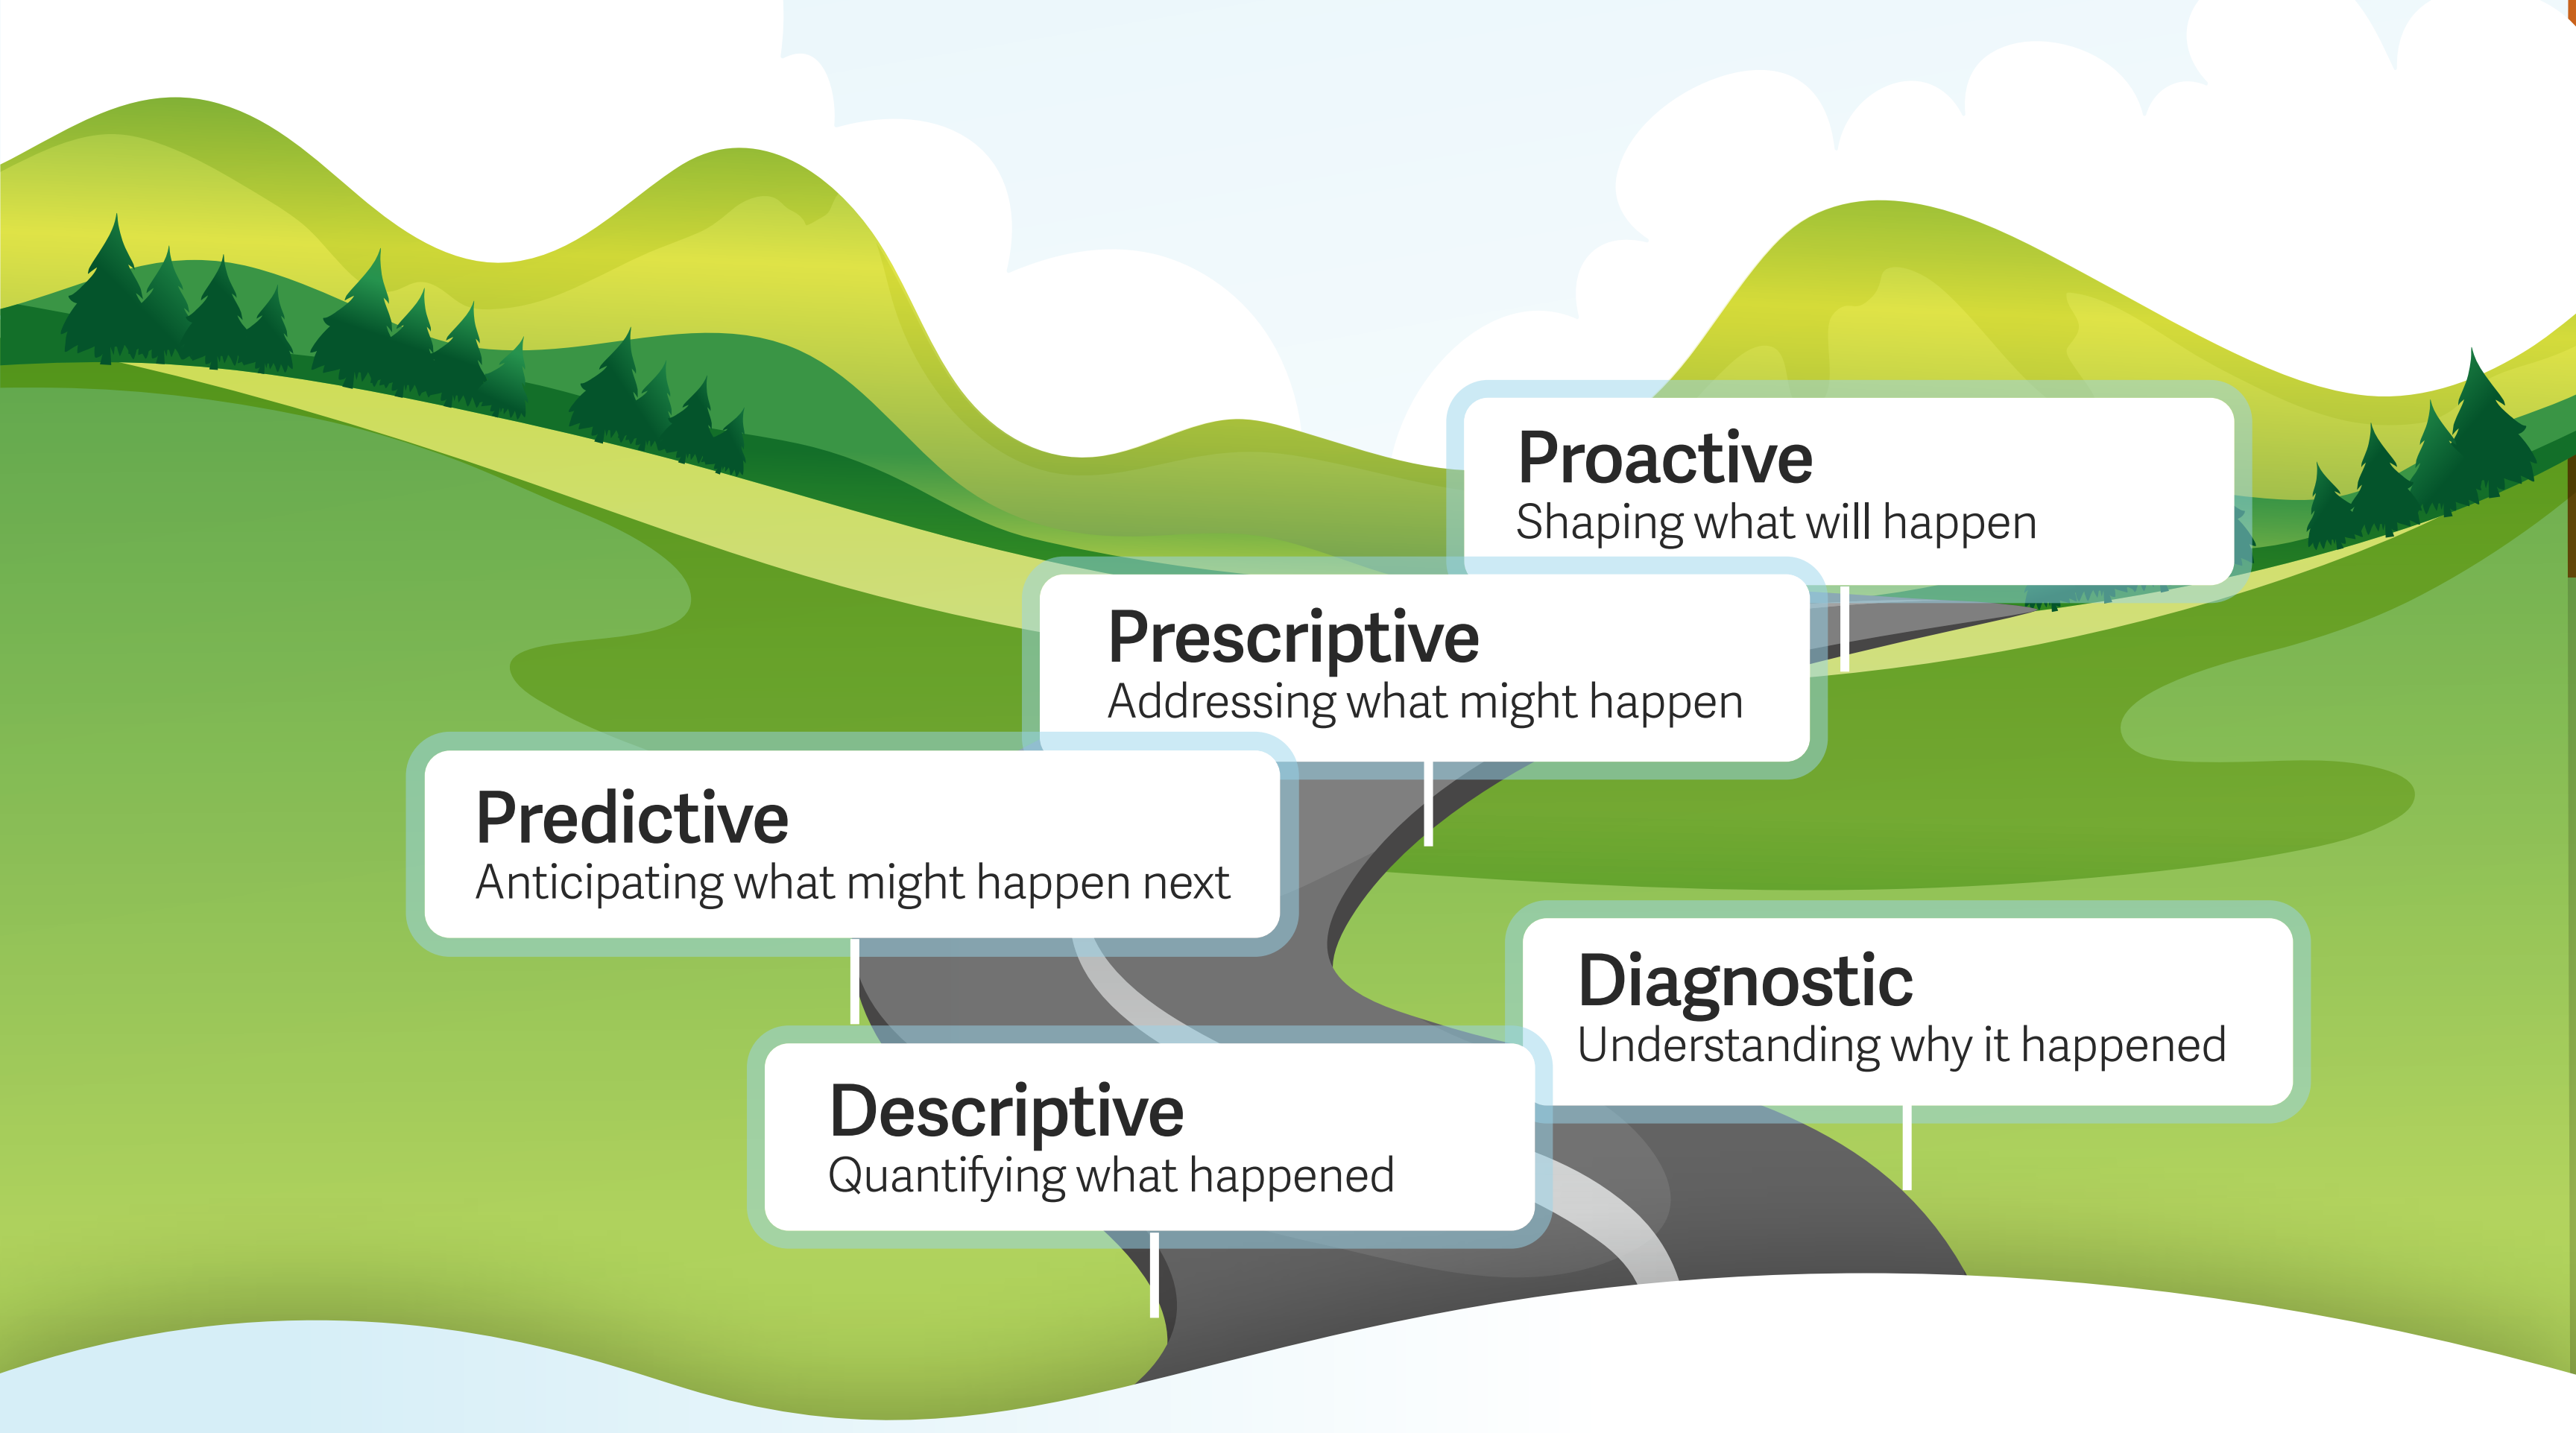 Proactive
Shaping what will happen
Prescriptive
Addressing what might happen
Predictive
Anticipating what might happen next
Diagnostic
Understanding why it happened
Descriptive
Quantifying what happened